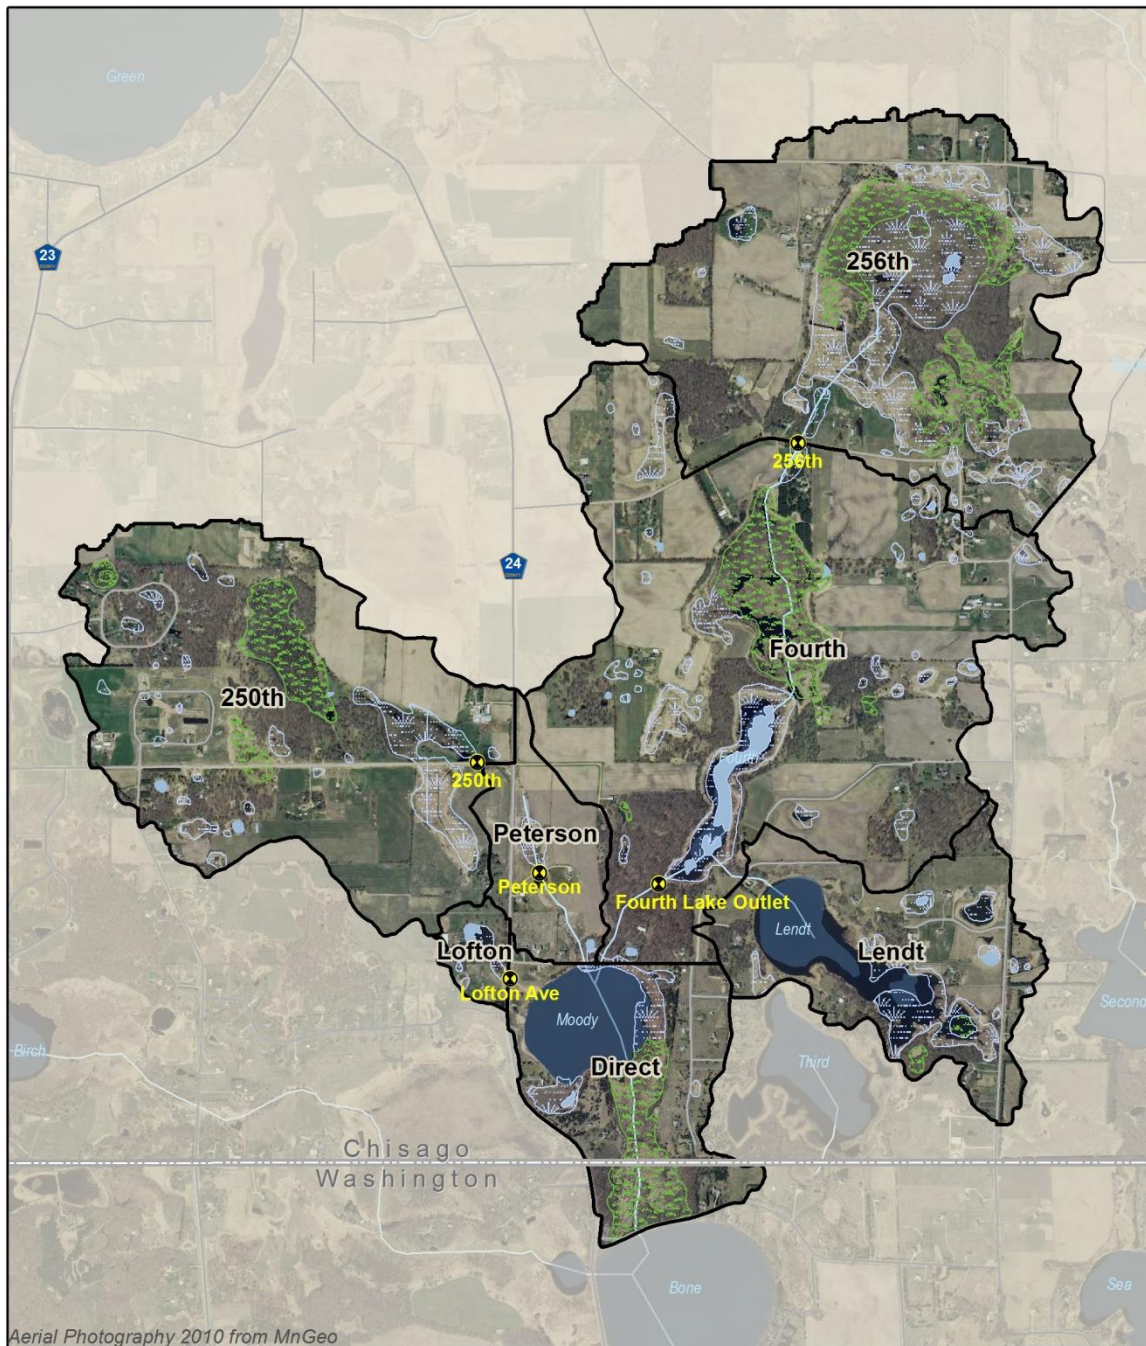 Green
23
256th
256th
24
Fourth
250th
Fourth
250th
Peterson
Peterson
Fourth Lake Outlet
Lendt
Lofton
Lendt
Lofton Ave
Second
Moody
Birch
Third
Direct
Chisago
Washington
Bone
Sea
Aerial Photography 2010 from MnGeo